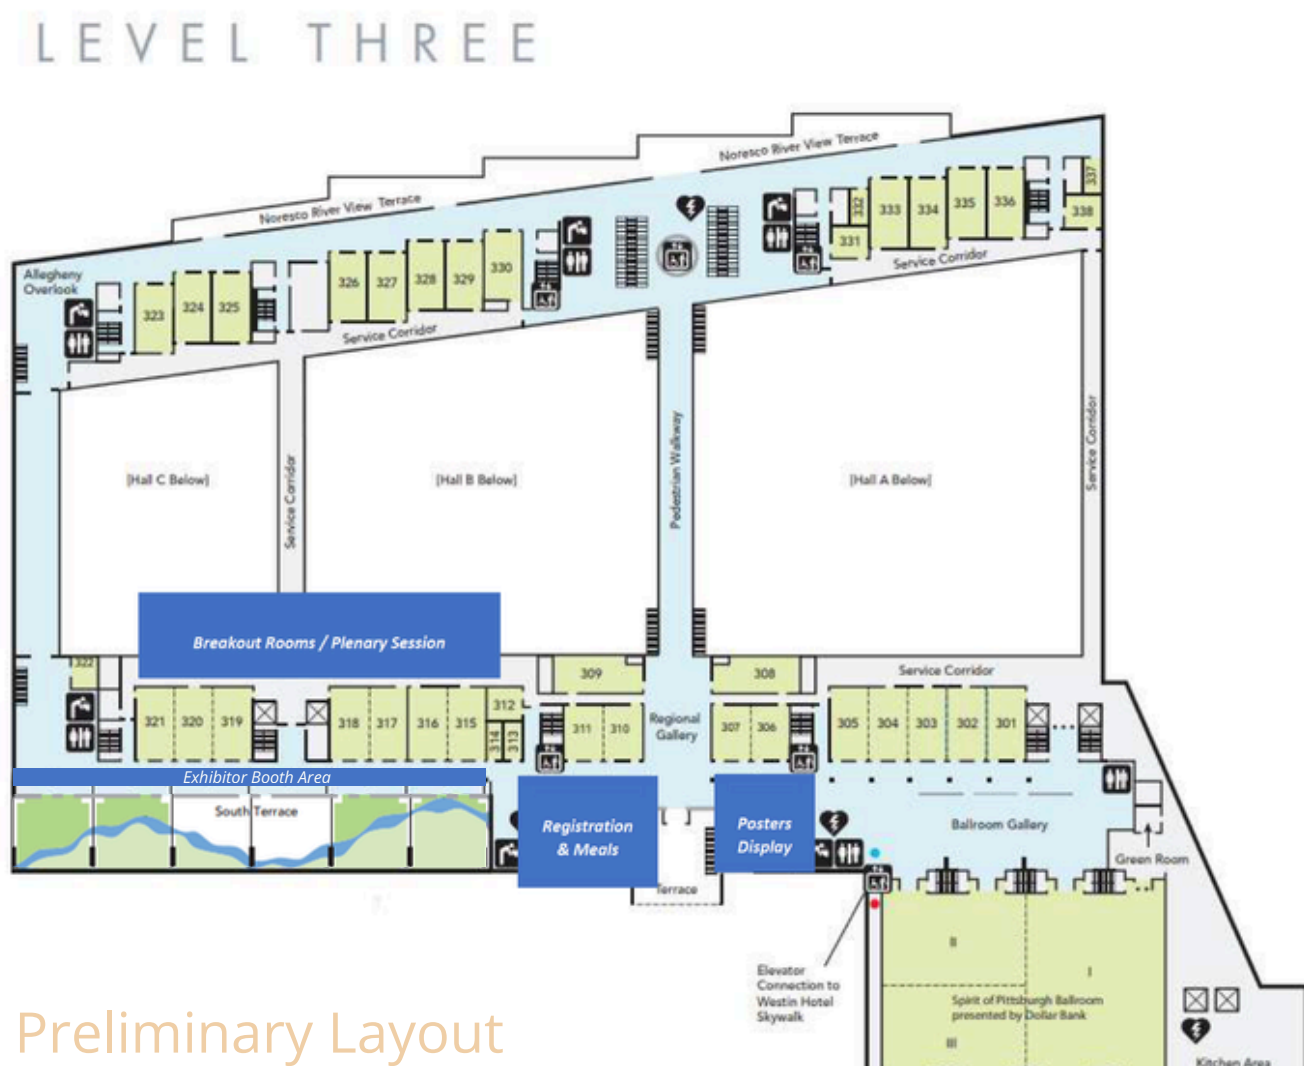 LEVEL THREE
Noresco River View Terrace
Noresco River View Terrace
337
338
332
331
333
334
335
336
Service Corridor
Allegheny
Overlook
323
324
325
326
327
328
329
330
Service Corridor
[Hall C Below]
Service Corridor
[Hall B Below]
Pedestrian Walkway
[Hall A Below]
Service Corridor
Breakout Rooms / Plenary Session
322
309
308
Service Corridor
321
320
319
318
317
316
315
312
314
313
311
310
Regional
Gallery
307
306
305
304
303
302
301
Exhibitor Booth Area
South Terrace
Registration
& Meals
Posters
Display
Ballroom Gallery
Green Room
Terrace
II
I
Elevator
Connection to
Westin Hotel
Skywalk
Spirit of Pittsburgh Ballroom
presented by Dollar Bank
III
Kitchen Area
Preliminary Layout